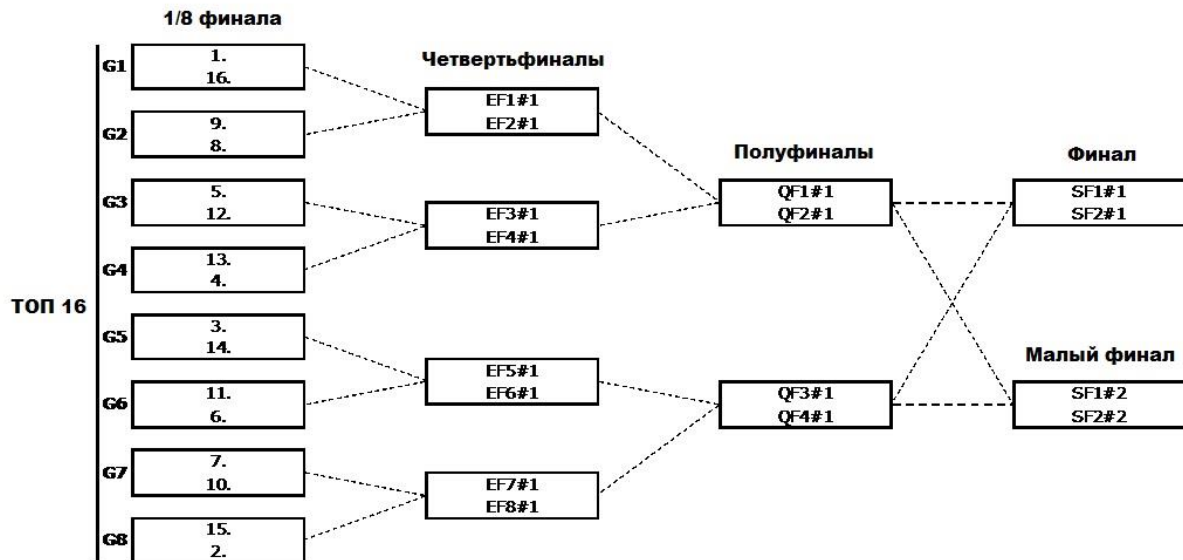 1/8 финала
Четвертьфиналы
Полуфиналы
Финал
Малый финал
ТОП 16
G1
1.
16.
G2
9.
8.
G3
5.
12.
G4
13.
4.
G5
3.
14.
G6
11.
6.
G7
7.
10.
G8
15.
2.
EF1#1
EF2#1
EF3#1
EF4#1
EF5#1
EF6#1
EF7#1
EF8#1
QF1#1
QF2#1
QF3#1
QF4#1
SF1#1
SF2#1
SF1#2
SF2#2